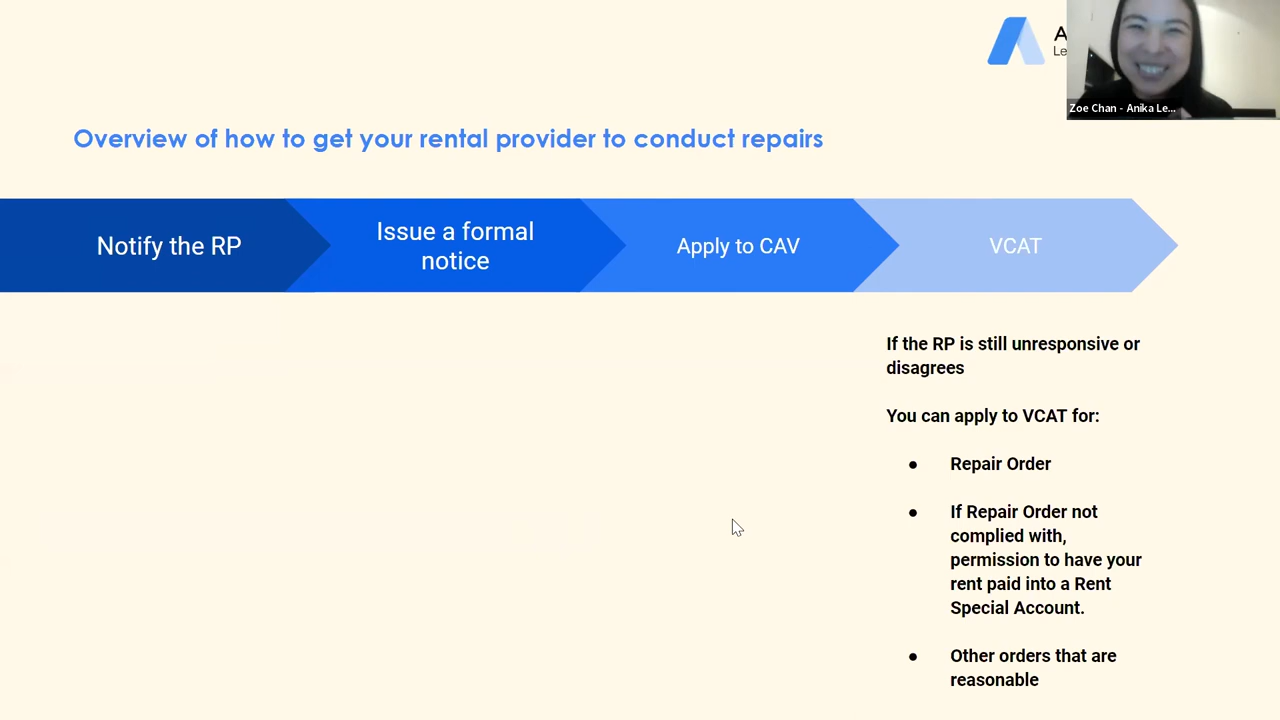 A
Le
Zoe Chan - Anika Le...
Overview of how to get your rental provider to conduct repairs
Notify the RP
Issue a formal
notice
Apply to CAV
VCAT
If the RP is still unresponsive or
disagrees
You can apply to VCAT for:
● Repair Order
● If Repair Order not
complied with,
permission to have your
rent paid into a Rent
Special Account.
● Other orders that are
reasonable